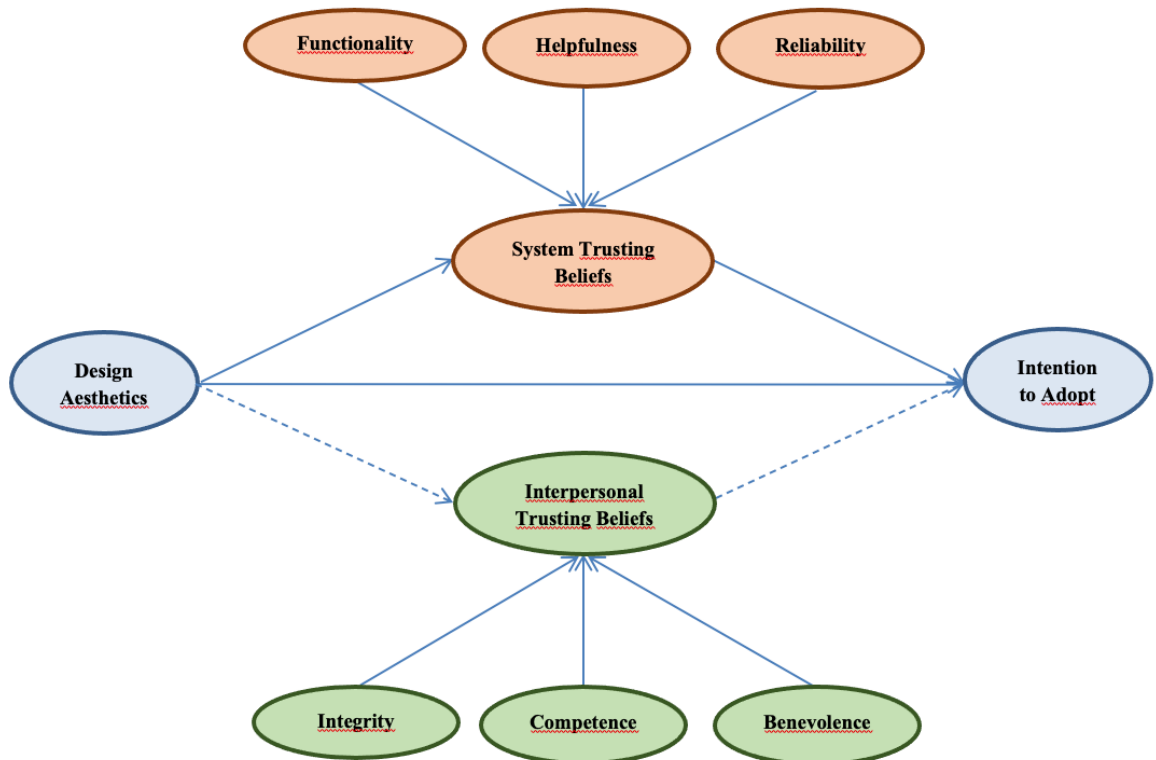 Functionality
Helpfulness
Reliability
System Trusting
Beliefs
Design
Aesthetics
Intention
to Adopt
Interpersonal
Trusting Beliefs
Integrity
Competence
Benevolence